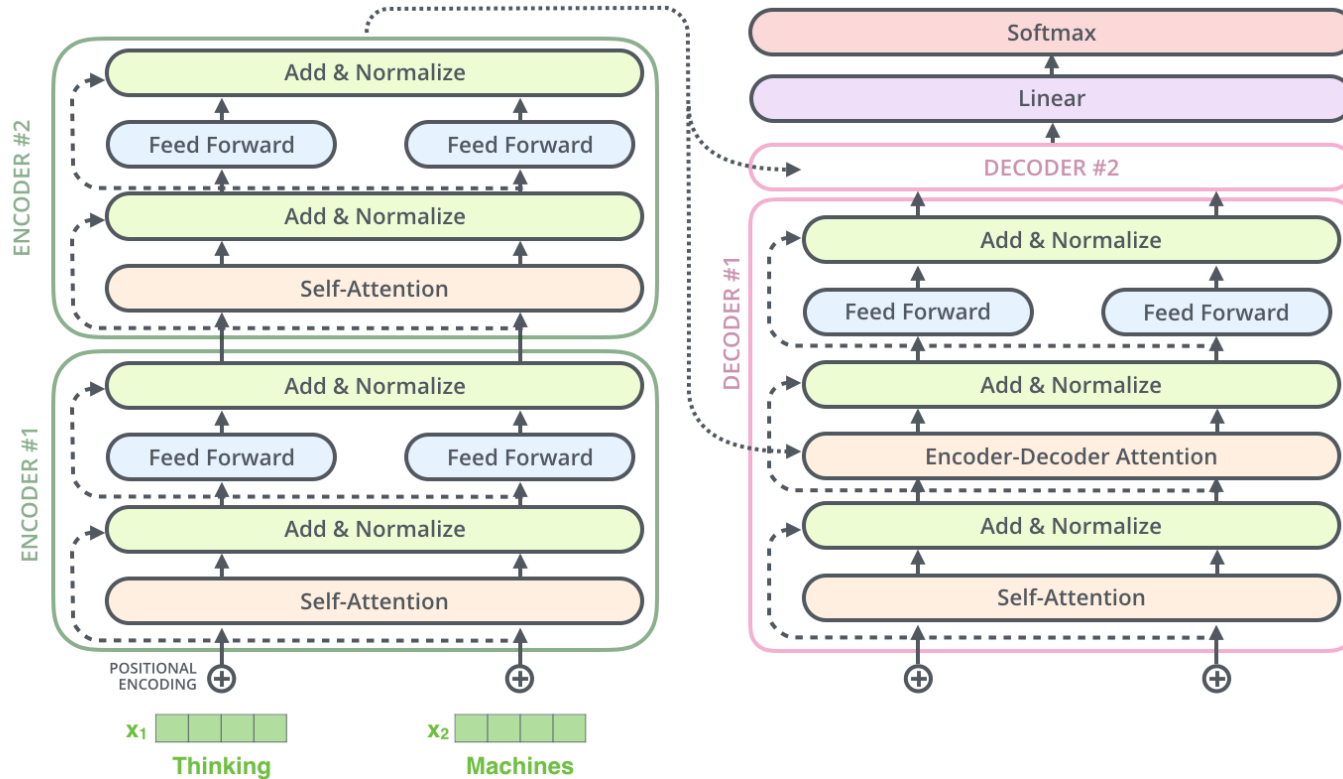 ENCODER #2
Add & Normalize
Feed Forward
Feed Forward
Add & Normalize
Self-Attention
ENCODER #1
Add & Normalize
Feed Forward
Feed Forward
Add & Normalize
Self-Attention
POSITIONAL
ENCODING
x₁
x₂
Thinking
Machines
Softmax
Linear
DECODER #2
DECODER #1
Add & Normalize
Feed Forward
Feed Forward
Add & Normalize
Encoder-Decoder Attention
Add & Normalize
Self-Attention